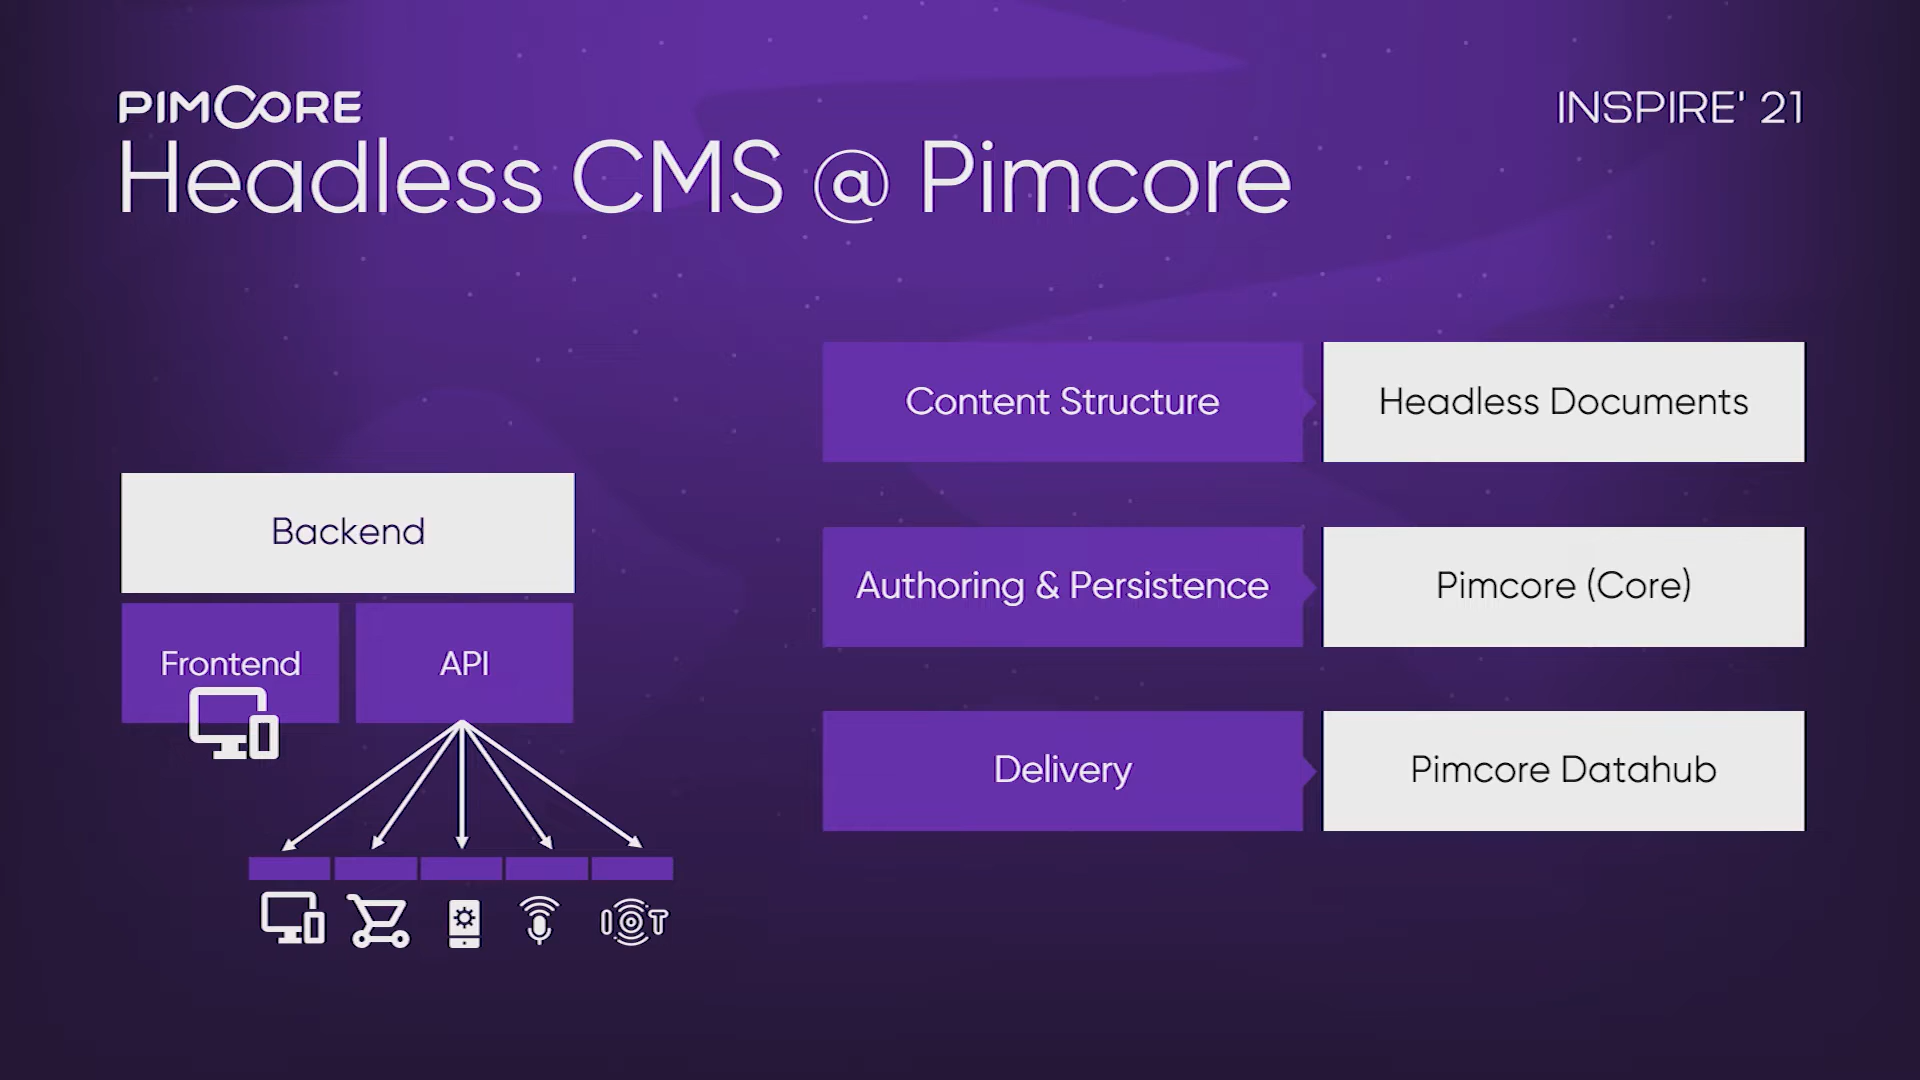 PIMCORE
INSPIRE' 21
Headless CMS @ Pimcore
Backend
Frontend
API
IOT
Content Structure
Headless Documents
Authoring & Persistence
Pimcore (Core)
Delivery
Pimcore Datahub